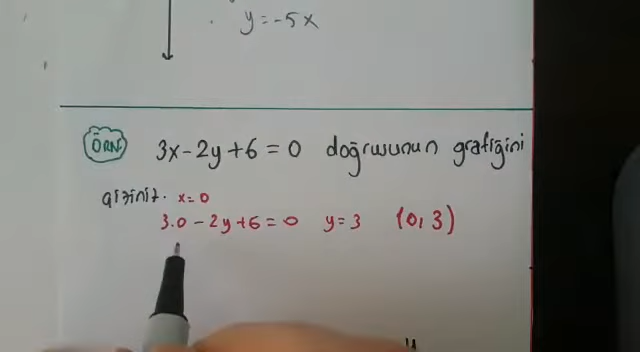 y=-5x
ÖRN 3x-2y+6=0 doğrusunun grafiğini
çiziniz. x=0
3.0-2y+6=0 y=3 (0,3)